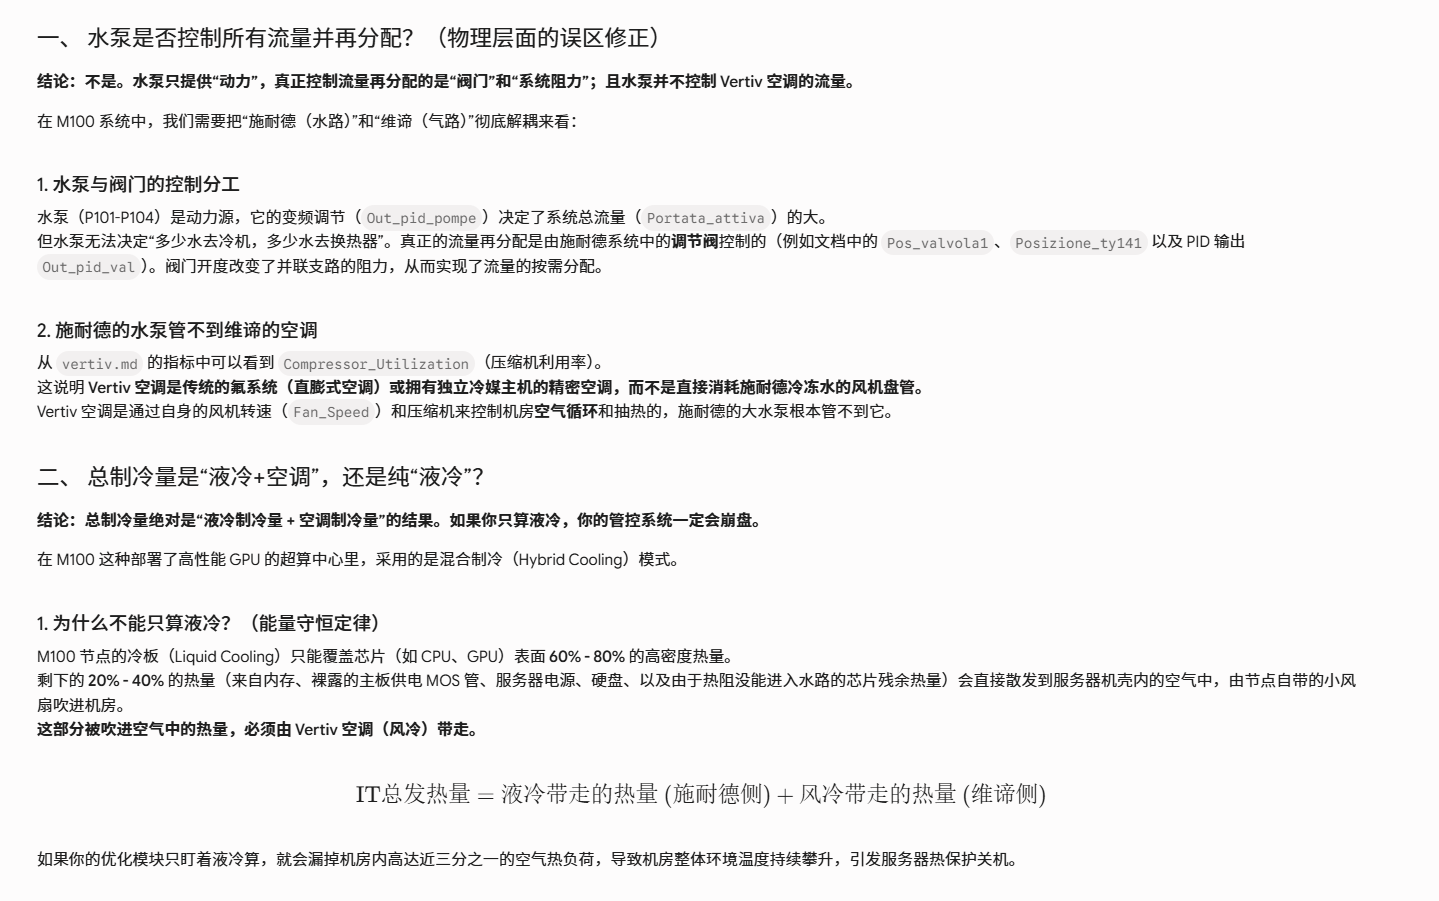 一、 水泵是否控制所有流量并再分配？（物理层面的误区修正）
结论：不是。水泵只提供“动力”，真正控制流量再分配的是“阀门”和“系统阻力”；且水泵并不控制 Vertiv 空调的流量。
在 M100 系统中，我们需要把“施耐德（水路）”和“维谛（气路）”彻底解耦来看：
1. 水泵与阀门的控制分工
水泵（P101-P104）是动力源，它的变频调节（ Out_pid_pompe ）决定了系统总流量（ Portata_attiva ）的大。
但水泵无法决定“多少水去冷机，多少水去换热器”。真正的流量再分配是由施耐德系统中的调节阀控制的（例如文档中的 Pos_valvola1 、 Posizione_ty141 以及 PID 输出
Out_pid_val ）。阀门开度改变了并联支路的阻力，从而实现了流量的按需分配。
2. 施耐德的水泵管不到维谛的空调
从 vertiv.md 的指标中可以看到 Compressor_Utilization （压缩机利用率）。
这说明 Vertiv 空调是传统的氟系统（直膨式空调）或拥有独立冷媒主机的精密空调，而不是直接消耗施耐德冷冻水的风机盘管。
Vertiv 空调是通过自身的风机转速（ Fan_Speed ）和压缩机来控制机房空气循环和抽热的，施耐德的大水泵根本管不到它。
二、 总制冷量是“液冷+空调”，还是纯“液冷”？
结论：总制冷量绝对是“液冷制冷量 + 空调制冷量”的结果。如果你只算液冷，你的管控系统一定会崩盘。
在 M100 这种部署了高性能 GPU 的超算中心里，采用的是混合制冷（Hybrid Cooling）模式。
1. 为什么不能只算液冷？（能量守恒定律）
M100 节点的冷板（Liquid Cooling）只能覆盖芯片（如 CPU、GPU）表面 60% - 80% 的高密度热量。
剩下的 20% - 40% 的热量（来自内存、裸露的主板供电 MOS 管、服务器电源、硬盘、以及由于热阻没能进入水路的芯片残余热量）会直接散发到服务器机壳内的空气中，由节点自带的小风
扇吹进机房。
这部分被吹进空气中的热量，必须由 Vertiv 空调（风冷）带走。
IT总发热量 = 液冷带走的热量 (施耐德侧) + 风冷带走的热量 (维谛侧)
如果你的优化模块只盯着液冷算，就会漏掉机房内高达近三分之一的空气热负荷，导致机房整体环境温度持续攀升，引发服务器热保护关机。